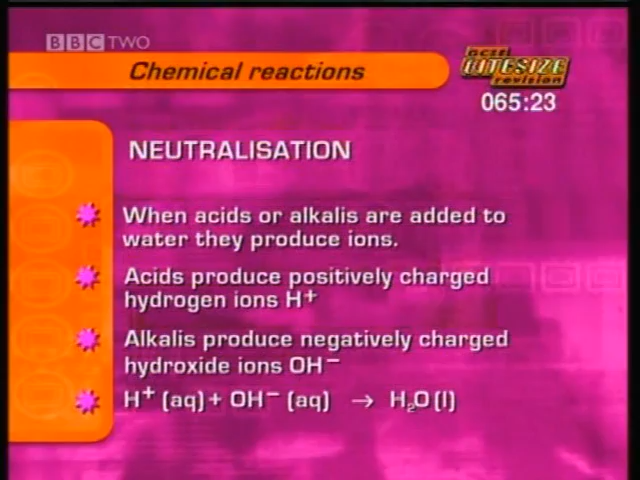 BBC TWO
Chemical reactions
GCSE
BITESIZE
revision
065:23
NEUTRALISATION
When acids or alkalis are added to
water they produce ions.
Acids produce positively charged
hydrogen ions H⁺
Alkalis produce negatively charged
hydroxide ions OH⁻
H⁺ (aq) + OH⁻ (aq) → H₂O (l)